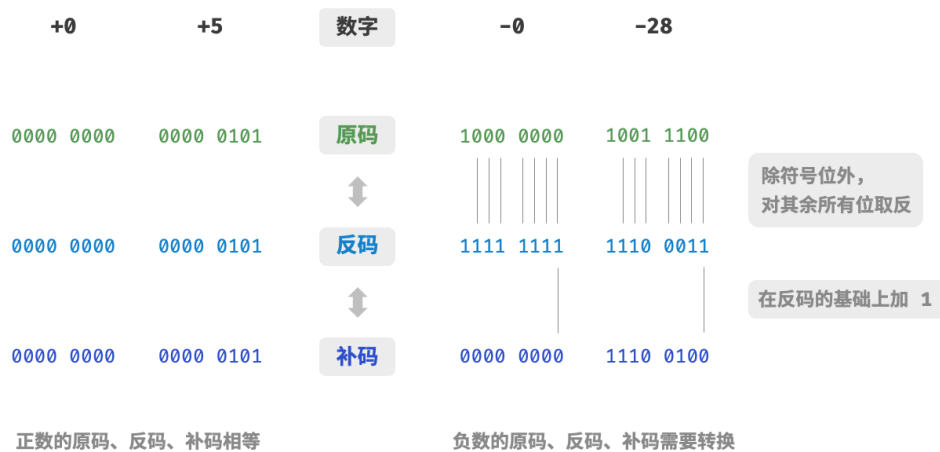 +0 +5 数字 -0 -28
0000 0000 0000 0101 原码 1000 0000 1001 1100
除符号位外，
对其余所有位取反
0000 0000 0000 0101 反码 1111 1111 1110 0011
在反码的基础上加 1
0000 0000 0000 0101 补码 0000 0000 1110 0100
正数的原码、反码、补码相等 负数的原码、反码、补码需要转换